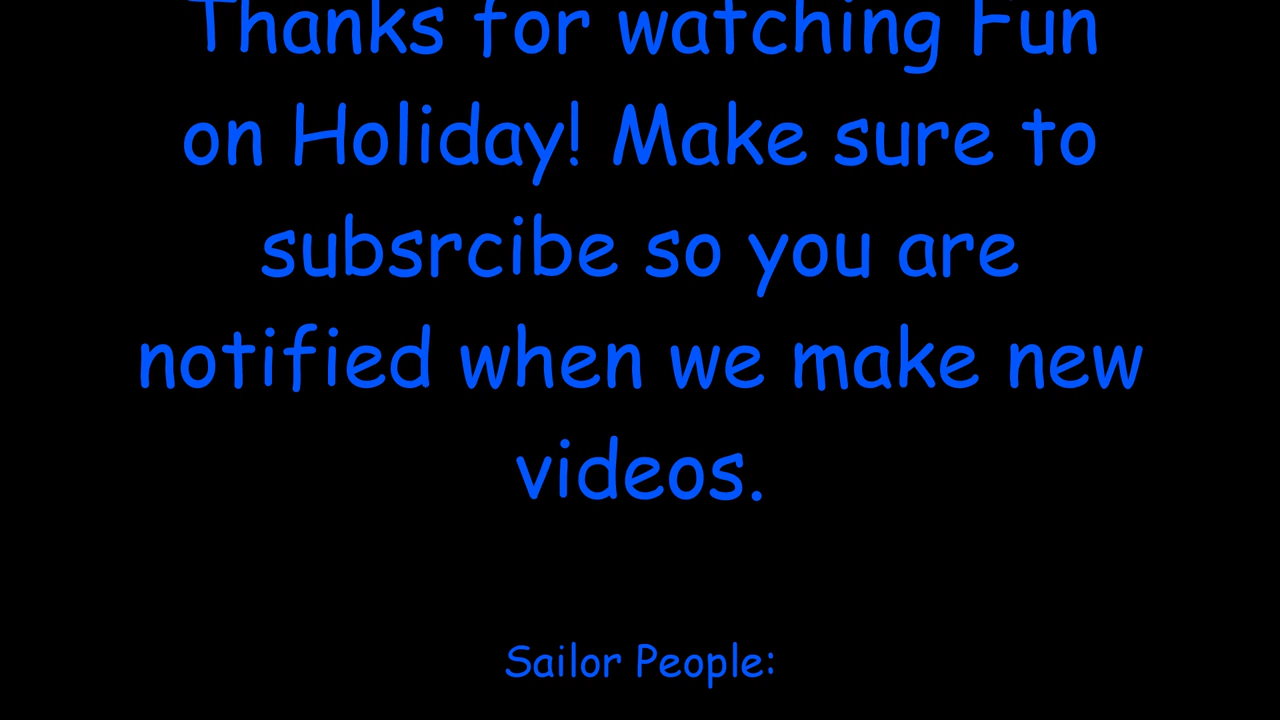 Thanks for watching Fun
on Holiday! Make sure to
subsrcibe so you are
notified when we make new
videos.
Sailor People: